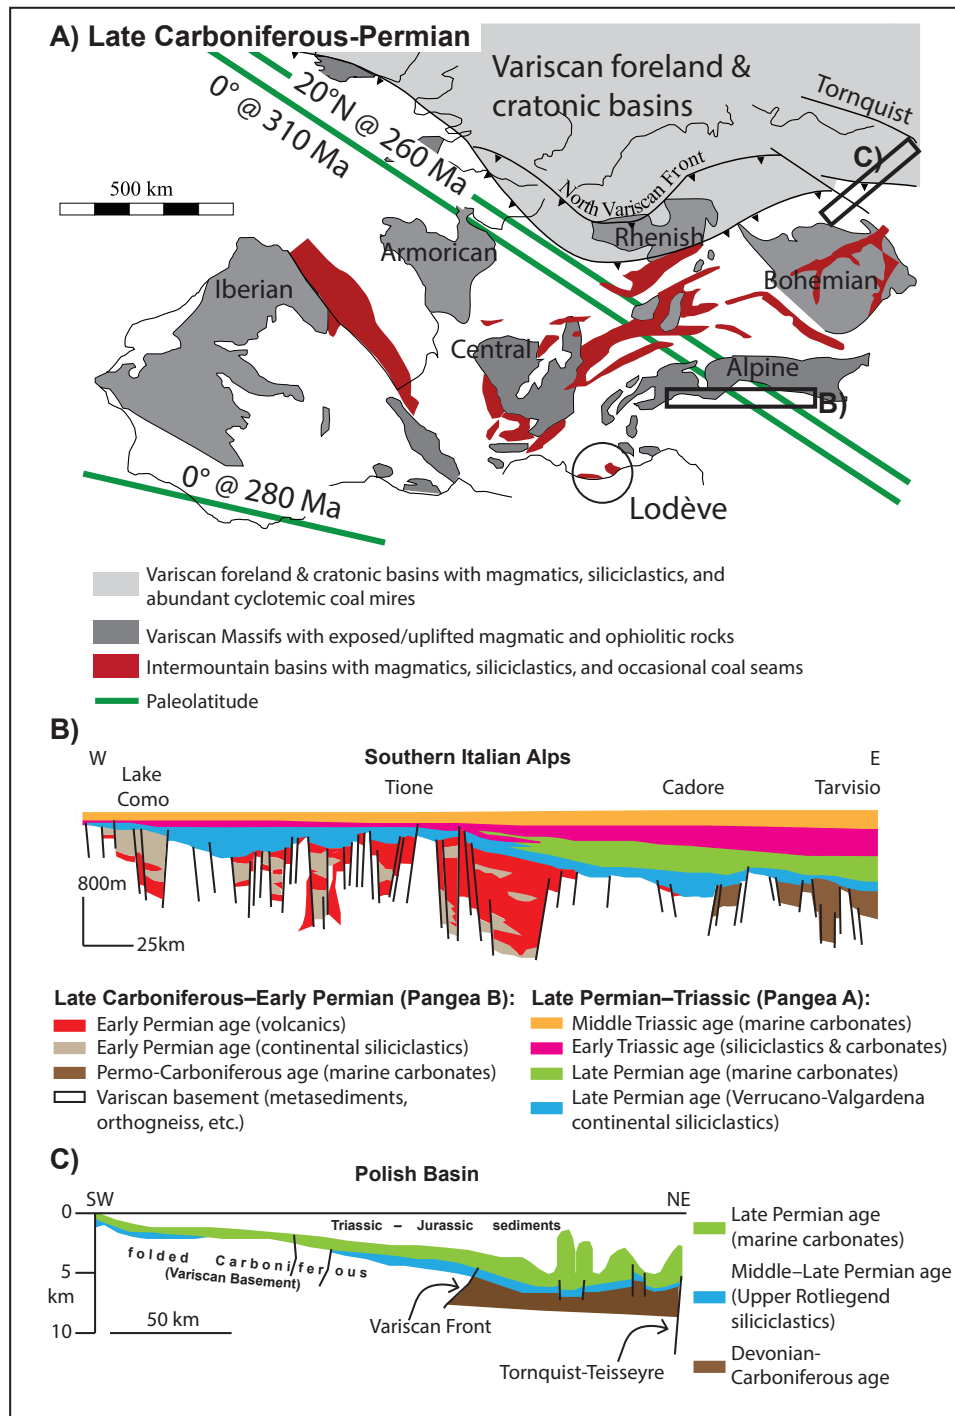 A) Late Carboniferous-Permian
Variscan foreland &
cratonic basins
Tornquist
C)
20°N @ 260 Ma
0° @ 310 Ma
500 km
North Variscan Front
Rhenish
Armorican
Iberian
Bohemian
Central
Alpine
B)
0° @ 280 Ma
Lodève
Variscan foreland & cratonic basins with magmatics, siliciclastics, and
abundant cyclotemic coal mires
Variscan Massifs with exposed/uplifted magmatic and ophiolitic rocks
Intermountain basins with magmatics, siliciclastics, and occasional coal seams
Paleolatitude
B)
W
Southern Italian Alps
E
Lake
Como
Tione
Cadore
Tarvisio
800m
25km
Late Carboniferous–Early Permian (Pangea B):
Early Permian age (volcanics)
Early Permian age (continental siliciclastics)
Permo-Carboniferous age (marine carbonates)
Variscan basement (metasediments,
orthogneiss, etc.)
Late Permian–Triassic (Pangea A):
Middle Triassic age (marine carbonates)
Early Triassic age (siliciclastics & carbonates)
Late Permian age (marine carbonates)
Late Permian age (Verrucano-Valgardena
continental siliciclastics)
C)
Polish Basin
SW
NE
0
5
km
10
Triassic – Jurassic sediments
folded Carboniferous
(Variscan Basement)
50 km
Variscan Front
Tornquist-Teisseyre
Late Permian age
(marine carbonates)
Middle–Late Permian age
(Upper Rotliegend
siliciclastics)
Devonian-
Carboniferous age